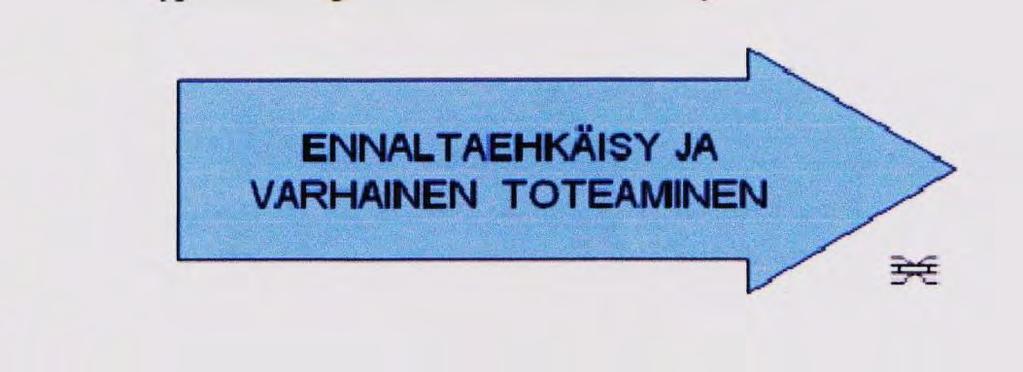 ENNALTAEHKÄISY JA
VARHAINEN TOTEAMINEN